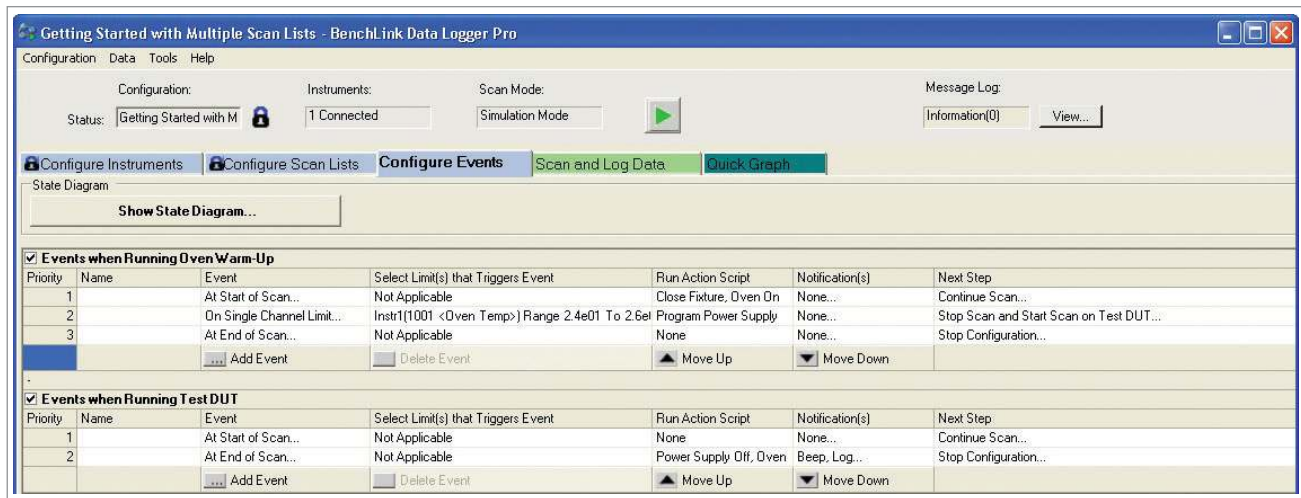 Getting Started with Multiple Scan Lists - BenchLink Data Logger Pro
Configuration Data Tools Help
Configuration: Instruments: Scan Mode: Message Log:
Status: Getting Started with M 1 Connected Simulation Mode Information(0) View...
Configure Instruments Configure Scan Lists Configure Events Scan and Log Data Quick Graph
State Diagram
Show State Diagram...
Events when Running Oven Warm-Up
Priority Name Event Select Limit(s) that Triggers Event Run Action Script Notification(s) Next Step
1 At Start of Scan... Not Applicable Close Fixture, Oven On None... Continue Scan...
2 On Single Channel Limit... Instr1(1001 <Oven Temp>) Range 2.4e01 To 2.6e Program Power Supply None... Stop Scan and Start Scan on Test DUT...
3 At End of Scan... Not Applicable None None... Stop Configuration...
... Add Event Delete Event Move Up Move Down
Events when Running Test DUT
Priority Name Event Select Limit(s) that Triggers Event Run Action Script Notification(s) Next Step
1 At Start of Scan... Not Applicable None None... Continue Scan...
2 At End of Scan... Not Applicable Power Supply Off, Oven Beep, Log... Stop Configuration...
... Add Event Delete Event Move Up Move Down